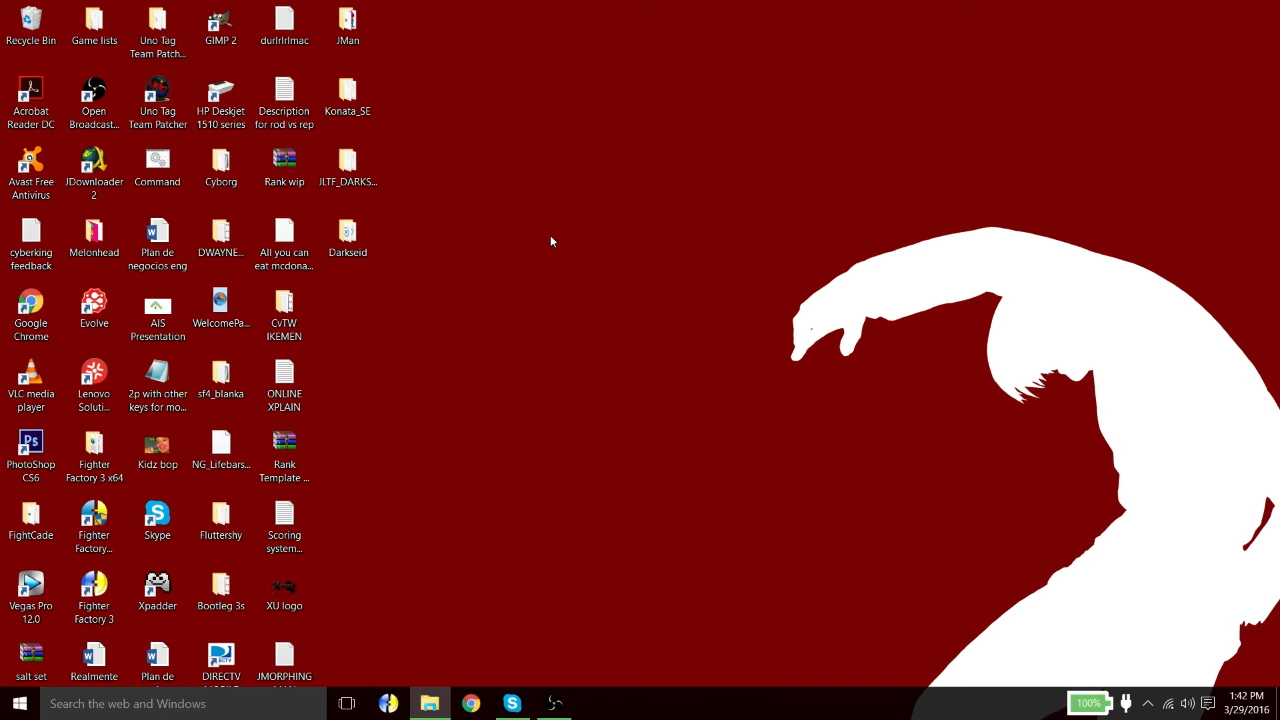 Recycle Bin
Game lists
Uno Tag
Team Patch...
GIMP 2
durlrlrlmac
JMan
Acrobat
Reader DC
Open
Broadcast...
Uno Tag
Team Patcher
HP Deskjet
1510 series
Description
for rod vs rep
Konata_SE
Avast Free
Antivirus
JDownloader
2
Command
Cyborg
Rank wip
JLTF_DARKS...
cyberking
feedback
Melonhead
Plan de
negocios eng
DWAYNE...
All you can
eat mcdona...
Darkseid
Google
Chrome
Evolve
AIS
Presentation
WelcomePa...
CvTW
IKEMEN
VLC media
player
Lenovo
Soluti...
2p with other
keys for mo...
sf4_blanka
ONLINE
XPLAIN
Ps
PhotoShop
CS6
Fighter
Factory 3 x64
Kidz bop
NG_Lifebars...
Rank
Template ...
FightCade
Fighter
Factory...
Skype
Fluttershy
Scoring
system...
Vegas Pro
12.0
Fighter
Factory 3
Xpadder
Bootleg 3s
XU logo
salt set
Realmente
Plan de
DIRECTV
JMORPHING
Search the web and Windows
100%
1:42 PM
3/29/2016